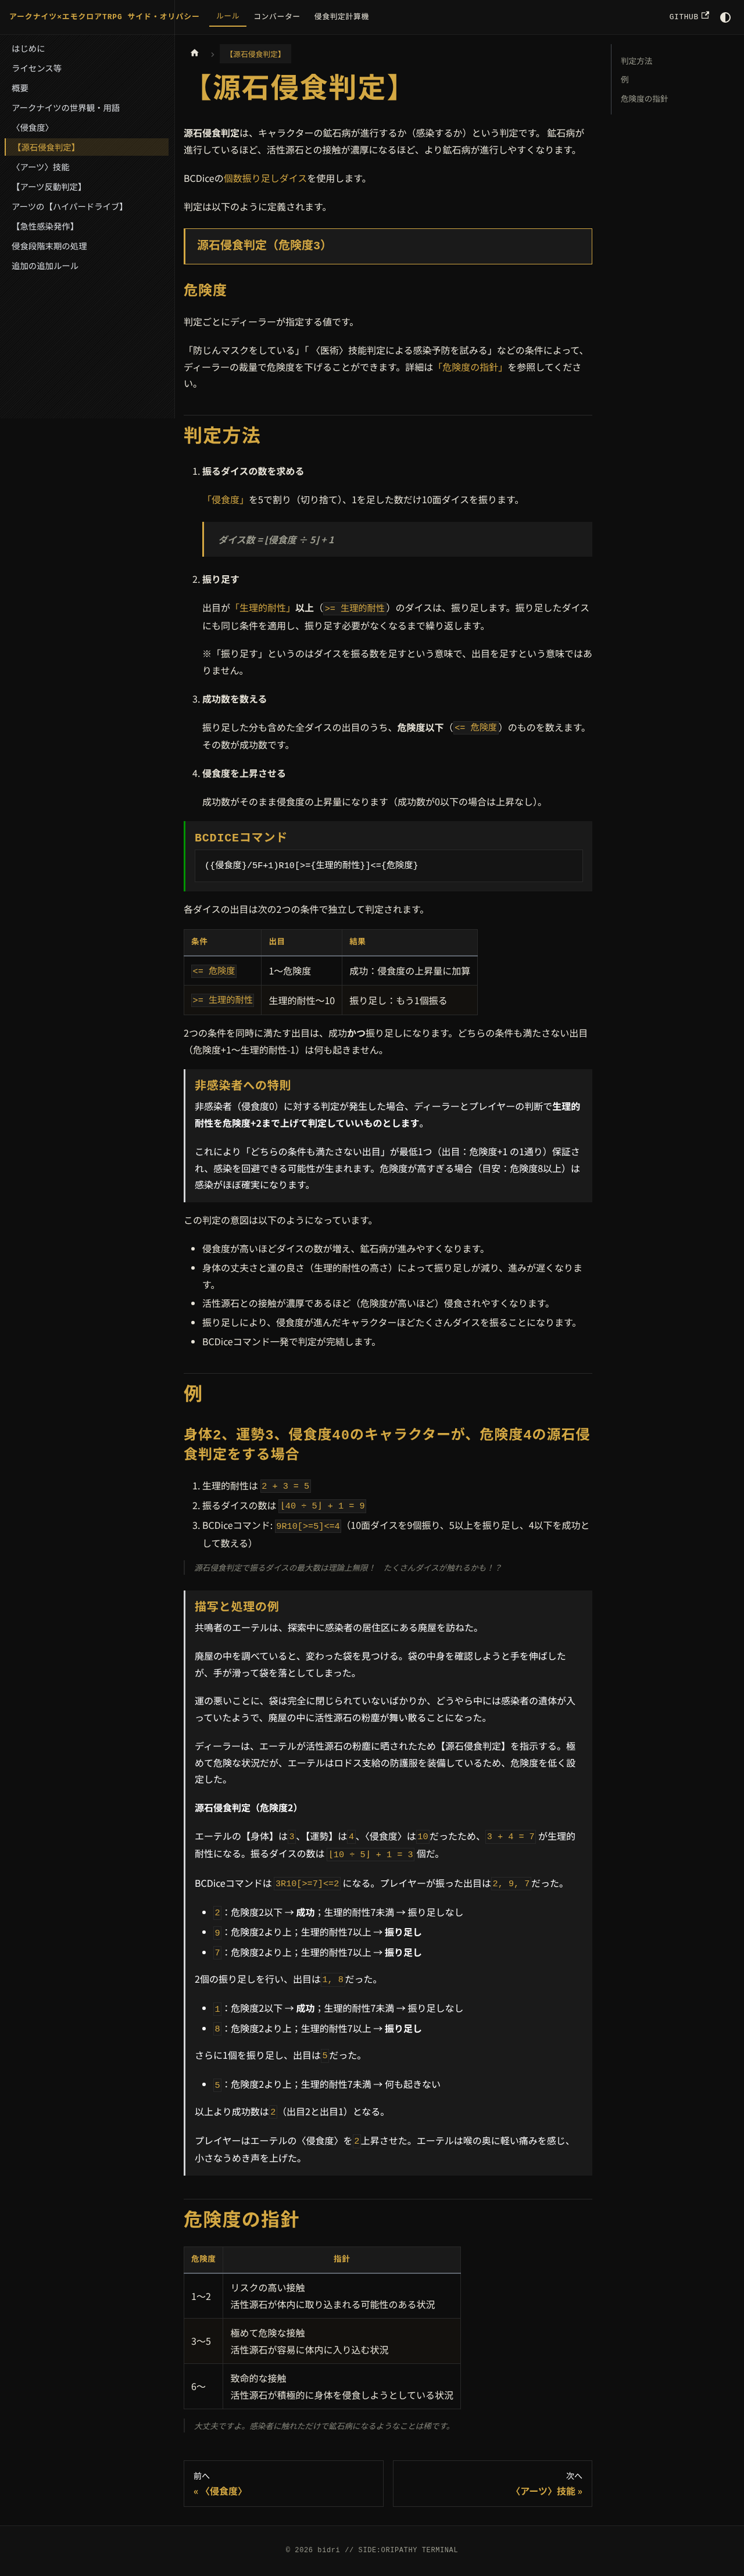 アークナイツ×エモクロアTRPG サイド・オリパシー
ルール
コンバーター
侵食判定計算機
GITHUB
はじめに
ライセンス等
概要
アークナイツの世界観・用語
〈侵食度〉
【源石侵食判定】
〈アーツ〉技能
【アーツ反動判定】
アーツの【ハイパードライブ】
【急性感染発作】
侵食段階末期の処理
追加の追加ルール
【源石侵食判定】
判定方法
例
危険度の指針
【源石侵食判定】
源石侵食判定は、キャラクターの鉱石病が進行するか（感染するか）という判定です。 鉱石病が
進行しているほど、活性源石との接触が濃厚になるほど、より鉱石病が進行しやすくなります。
BCDiceの個数振り足しダイスを使用します。
判定は以下のように定義されます。
源石侵食判定（危険度3）
危険度
判定ごとにディーラーが指定する値です。
「防じんマスクをしている」「〈医術〉技能判定による感染予防を試みる」などの条件によって、
ディーラーの裁量で危険度を下げることができます。詳細は「危険度の指針」を参照してくださ
い。
判定方法
1. 振るダイスの数を求める
「侵食度」を5で割り（切り捨て）、1を足した数だけ10面ダイスを振ります。
ダイス数 = ⌊侵食度 ÷ 5⌋ + 1
2. 振り足す
出目が「生理的耐性」以上（>= 生理的耐性）のダイスは、振り足します。振り足したダイス
にも同じ条件を適用し、振り足す必要がなくなるまで繰り返します。
※「振り足す」というのはダイスを振る数を足すという意味で、出目を足すという意味ではあ
りません。
3. 成功数を数える
振り足した分も含めた全ダイスの出目のうち、危険度以下（<= 危険度）のものを数えます。
その数が成功数です。
4. 侵食度を上昇させる
成功数がそのまま侵食度の上昇量になります（成功数が0以下の場合は上昇なし）。
BCDICEコマンド
({侵食度}/5F+1)R10[>={生理的耐性}]<={危険度}
各ダイスの出目は次の2つの条件で独立して判定されます。
条件 出目 結果
<= 危険度 1〜危険度 成功：侵食度の上昇量に加算
>= 生理的耐性 生理的耐性〜10 振り足し：もう1個振る
2つの条件を同時に満たす出目は、成功かつ振り足しになります。どちらの条件も満たさない出目
（危険度+1〜生理的耐性-1）は何も起きません。
非感染者への特則
非感染者（侵食度0）に対する判定が発生した場合、ディーラーとプレイヤーの判断で生理的
耐性を危険度+2まで上げて判定していいものとします。
これにより「どちらの条件も満たさない出目」が最低1つ（出目：危険度+1 の1通り）保証さ
れ、感染を回避できる可能性が生まれます。危険度が高すぎる場合（目安：危険度8以上）は
感染がほぼ確実になります。
この判定の意図は以下のようになっています。
• 侵食度が高いほどダイスの数が増え、鉱石病が進みやすくなります。
• 身体の丈夫さと運の良さ（生理的耐性の高さ）によって振り足しが減り、進みが遅くなりま
す。
• 活性源石との接触が濃厚であるほど（危険度が高いほど）侵食されやすくなります。
• 振り足しにより、侵食度が進んだキャラクターほどたくさんダイスを振ることになります。
• BCDiceコマンド一発で判定が完結します。
例
身体2、運勢3、侵食度40のキャラクターが、危険度4の源石侵
食判定をする場合
1. 生理的耐性は 2 + 3 = 5
2. 振るダイスの数は ⌊40 ÷ 5⌋ + 1 = 9
3. BCDiceコマンド: 9R10[>=5]<=4（10面ダイスを9個振り、5以上を振り足し、4以下を成功と
して数える）
源石侵食判定で振るダイスの最大数は理論上無限！　たくさんダイスが触れるかも！？
描写と処理の例
共鳴者のエーテルは、探索中に感染者の居住区にある廃屋を訪ねた。
廃屋の中を調べていると、変わった袋を見つける。袋の中身を確認しようと手を伸ばした
が、手が滑って袋を落としてしまった。
運の悪いことに、袋は完全に閉じられていないばかりか、どうやら中には感染者の遺体が入
っていたようで、廃屋の中に活性源石の粉塵が舞い散ることになった。
ディーラーは、エーテルが活性源石の粉塵に晒されたため【源石侵食判定】を指示する。極
めて危険な状況だが、エーテルはロドス支給の防護服を装備しているため、危険度を低く設
定した。
源石侵食判定（危険度2）
エーテルの【身体】は3、【運勢】は4、〈侵食度〉は10だったため、3 + 4 = 7 が生理的
耐性になる。振るダイスの数は ⌊10 ÷ 5⌋ + 1 = 3 個だ。
BCDiceコマンドは 3R10[>=7]<=2 になる。プレイヤーが振った出目は2, 9, 7だった。
• 2：危険度2以下 → 成功；生理的耐性7未満 → 振り足しなし
• 9：危険度2より上；生理的耐性7以上 → 振り足し
• 7：危険度2より上；生理的耐性7以上 → 振り足し
2個の振り足しを行い、出目は1, 8だった。
• 1：危険度2以下 → 成功；生理的耐性7未満 → 振り足しなし
• 8：危険度2より上；生理的耐性7以上 → 振り足し
さらに1個を振り足し、出目は5だった。
• 5：危険度2より上；生理的耐性7未満 → 何も起きない
以上より成功数は2（出目2と出目1）となる。
プレイヤーはエーテルの〈侵食度〉を2上昇させた。エーテルは喉の奥に軽い痛みを感じ、
小さなうめき声を上げた。
危険度の指針
危険度 指針
1〜2 リスクの高い接触
活性源石が体内に取り込まれる可能性のある状況
3〜5 極めて危険な接触
活性源石が容易に体内に入り込む状況
6〜 致命的な接触
活性源石が積極的に身体を侵食しようとしている状況
大丈夫ですよ。感染者に触れただけで鉱石病になるようなことは稀です。
前へ
« 〈侵食度〉
次へ
〈アーツ〉技能 »
© 2026 bidri // SIDE:ORIPATHY TERMINAL